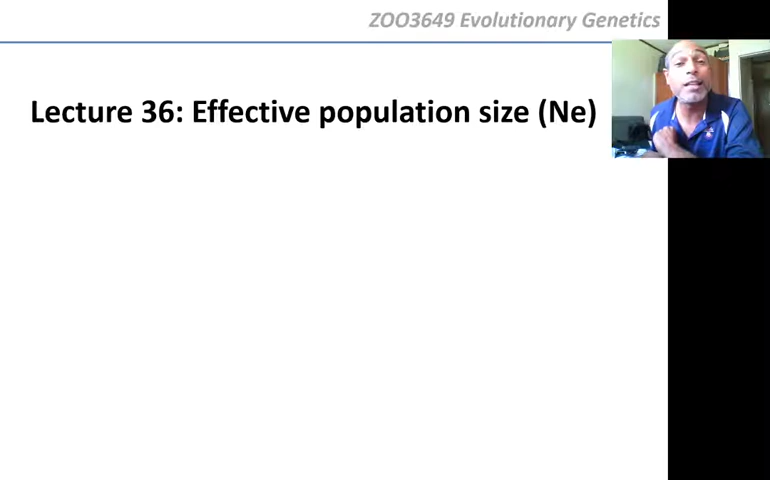 ZOO3649 Evolutionary Genetics
Lecture 36: Effective population size (Ne)